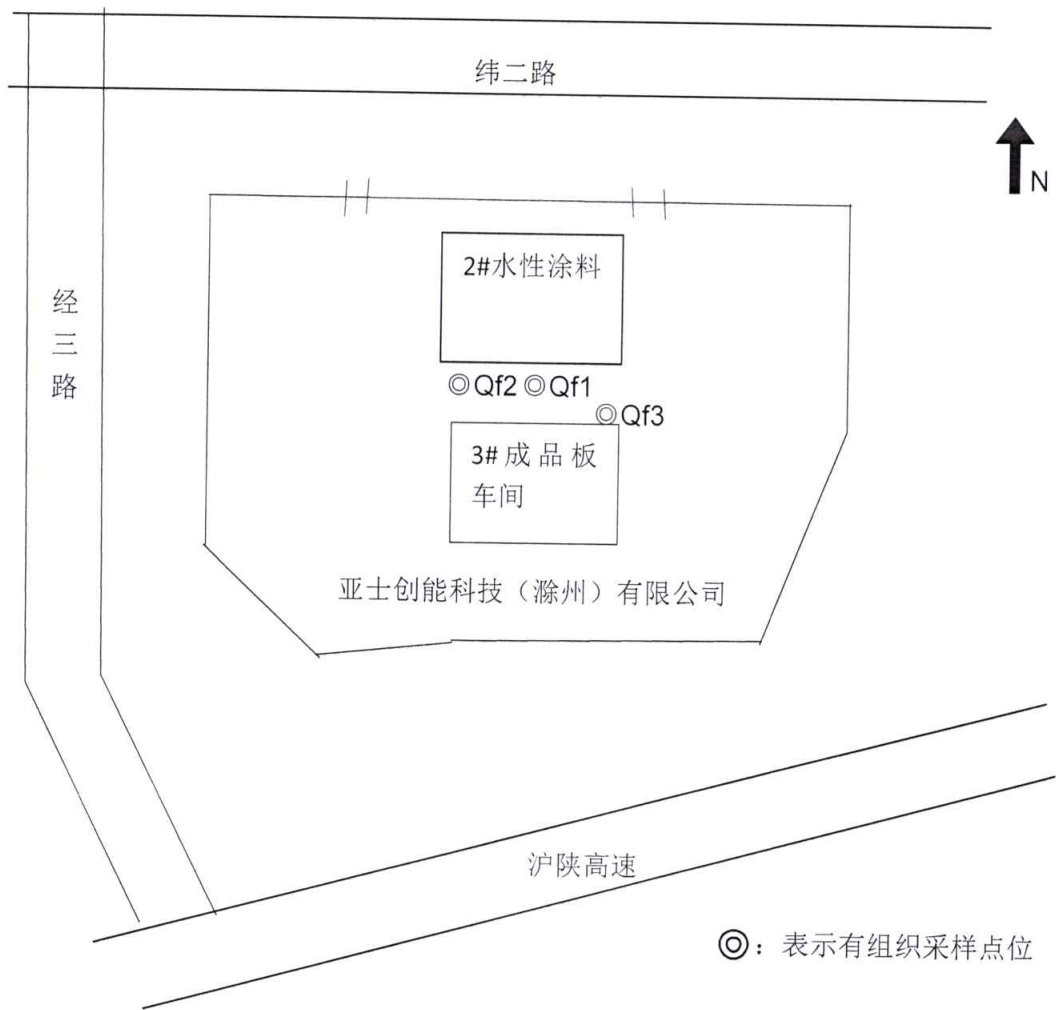 纬二路
N
2#水性涂料
经
三
路
◎Qf2 ◎Qf1
◎Qf3
3#成品板
车间
亚士创能科技（滁州）有限公司
沪陕高速
◎：表示有组织采样点位